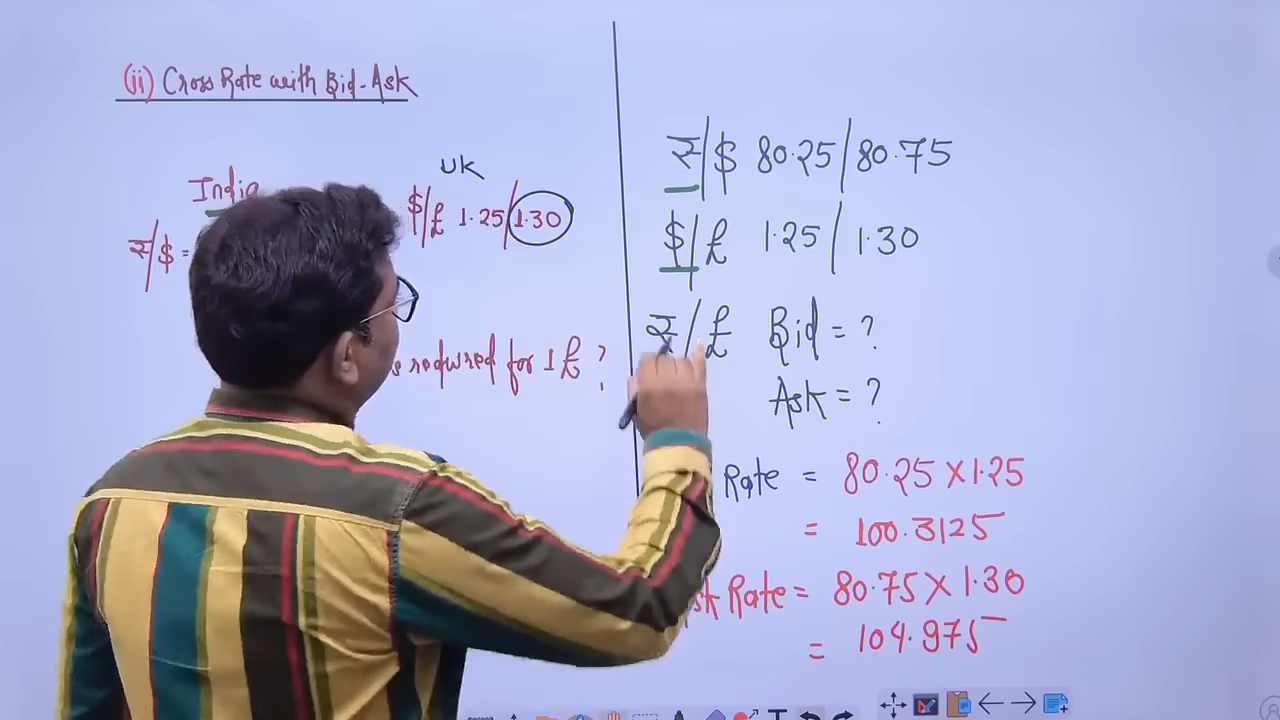 (ii) Cross Rate with Bid-Ask
India
₹/$ =
UK
$/£ 1.25/1.30
required for 1£ ?
₹/$ 80.25/80.75
$/£ 1.25/1.30
₹/£ Bid = ?
Ask = ?
Rate = 80.25 X 1.25
= 100.3125
Rate = 80.75 X 1.30
= 104.975